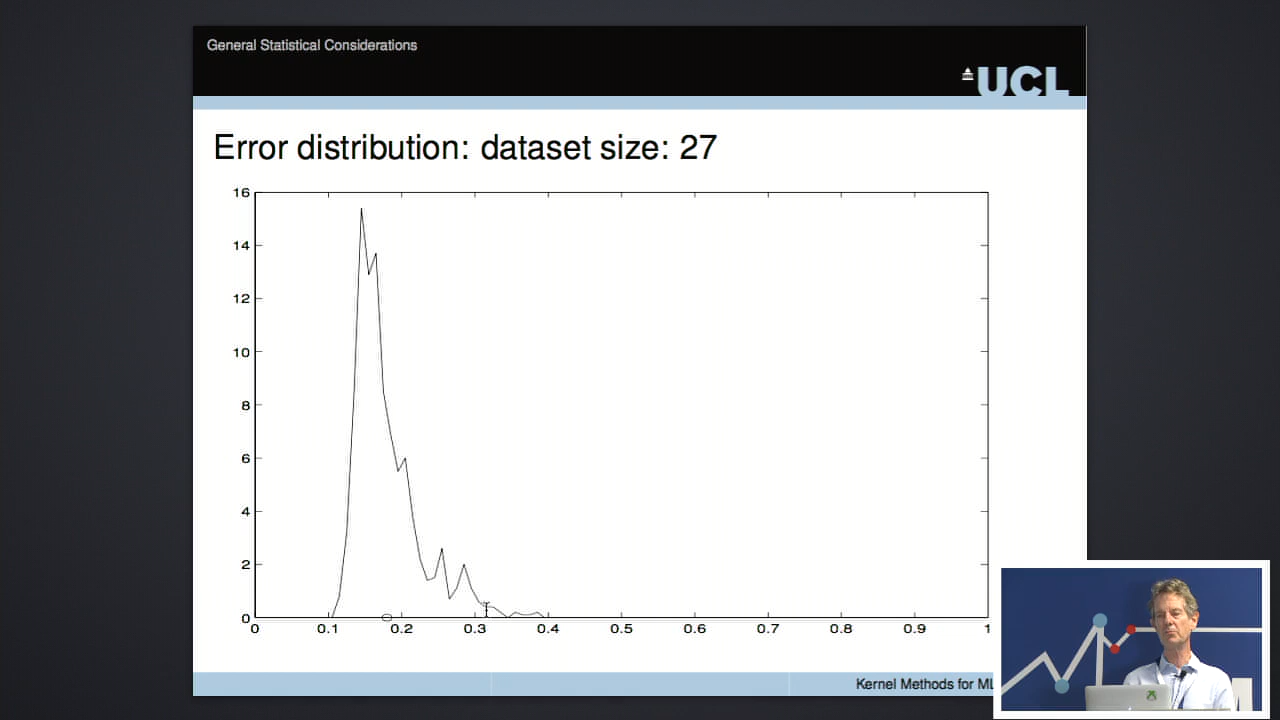 General Statistical Considerations
UCL
Error distribution: dataset size: 27
16
14
12
10
8
6
4
2
0
0 0.1 0.2 0.3 0.4 0.5 0.6 0.7 0.8 0.9 1
Kernel Methods for ML